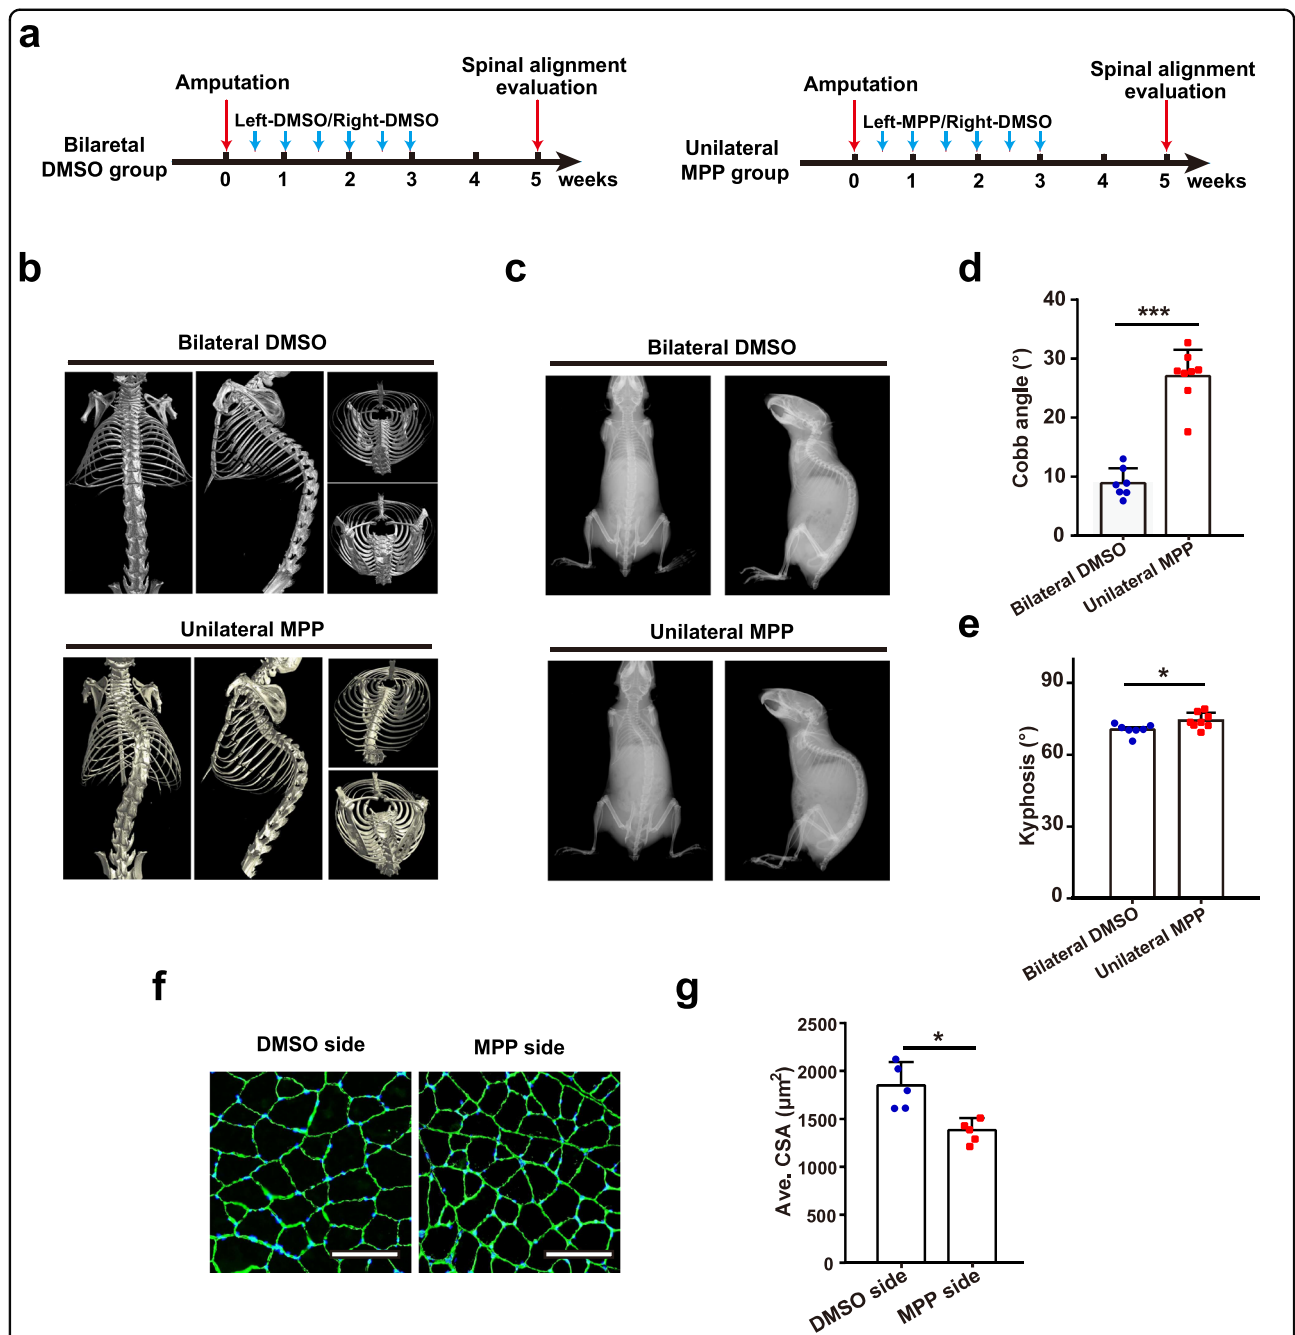 a
Amputation
Spinal alignment
evaluation
Left-DMSO/Right-DMSO
Bilaretal
DMSO group
0 1 2 3 4 5 weeks
Amputation
Spinal alignment
evaluation
Left-MPP/Right-DMSO
Unilateral
MPP group
0 1 2 3 4 5 weeks
b
Bilateral DMSO
Unilateral MPP
c
Bilateral DMSO
Unilateral MPP
d
Cobb angle (°)
40
30
20
10
0
***
Bilateral DMSO
Unilateral MPP
e
Kyphosis (°)
90
60
30
0
*
Bilateral DMSO
Unilateral MPP
f
DMSO side
MPP side
g
Ave. CSA (μm²)
2500
2000
1500
1000
500
0
*
DMSO side
MPP side